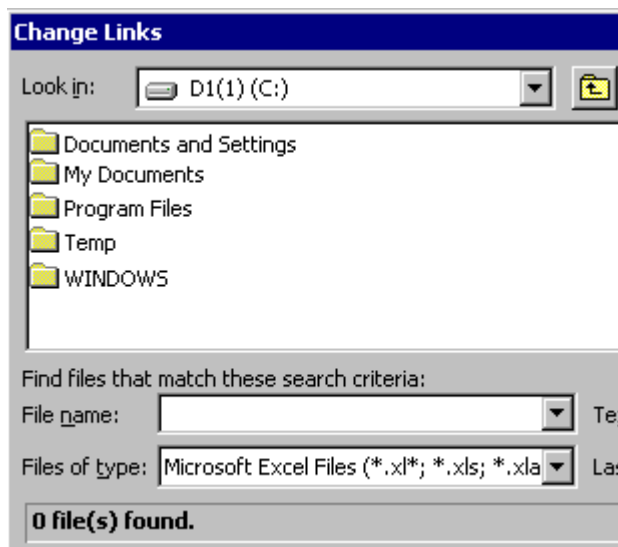 Change Links
Look in: D1(1) (C:)
Documents and Settings
My Documents
Program Files
Temp
WINDOWS
Find files that match these search criteria:
File name:
Files of type: Microsoft Excel Files (*.xl*; *.xls; *.xla
0 file(s) found.